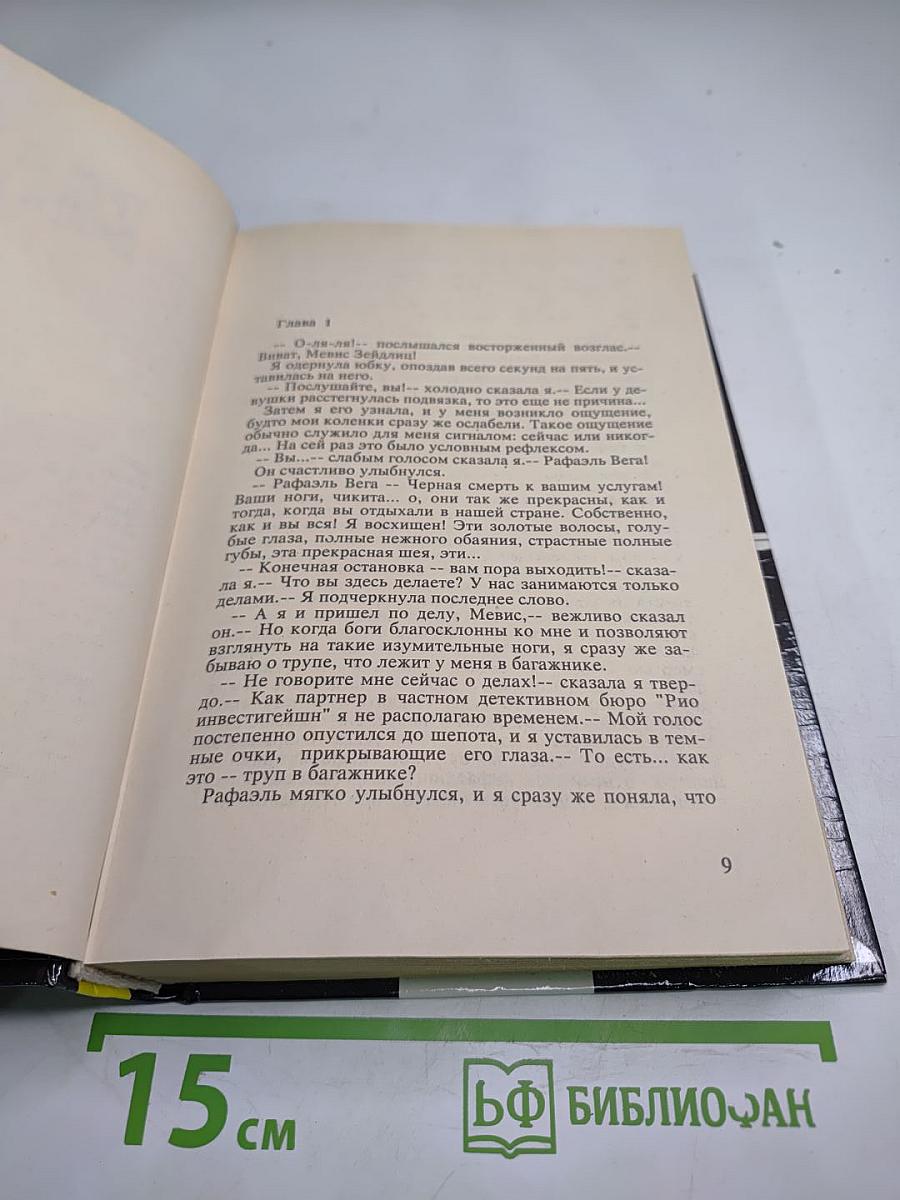 Глава 1
-- О-ля-ля!-- послышался восторженный возглас.--
Виват, Мевис Зейдлиц!
Я одернула юбку, опоздав всего секунд на пять, и ус-
тавилась на него.
-- Послушайте, вы!-- холодно сказала я.-- Если у де-
вушки расстегнулась подвязка, то это еще не причина...
Затем я его узнала, и у меня возникло ощущение,
будто мои коленки сразу же ослабели. Такое ощущение
обычно служило для меня сигналом: сейчас или никог-
да... На сей раз это было условным рефлексом.
-- Вы...-- слабым голосом сказала я.-- Рафаэль Вега!
Он счастливо улыбнулся.
-- Рафаэль Вега -- Черная смерть к вашим услугам!
Ваши ноги, чикита... о, они так же прекрасны, как и
тогда, когда вы отдыхали в нашей стране. Собственно,
как и вы вся! Я восхищен! Эти золотые волосы, голу-
бые глаза, полные нежного обаяния, страстные полные
губы, эта прекрасная шея, эти...
-- Конечная остановка -- вам пора выходить!-- сказа-
ла я.-- Что вы здесь делаете? У нас занимаются только
делами.-- Я подчеркнула последнее слово.
-- А я и пришел по делу, Мевис,-- вежливо сказал
он.-- Но когда боги благосклонны ко мне и позволяют
взглянуть на такие изумительные ноги, я сразу же за-
бываю о трупе, что лежит у меня в багажнике.
-- Не говорите мне сейчас о делах!-- сказала я твер-
до.-- Как партнер в частном детективном бюро "Рио
инвестигейшн" я не располагаю временем.-- Мой голос
постепенно опустился до шепота, и я уставилась в тем-
ные очки, прикрывающие его глаза.-- То есть... как
это -- труп в багажнике?
Рафаэль мягко улыбнулся, и я сразу же поняла, что
9
15 см
БФ БИБЛИОФАН